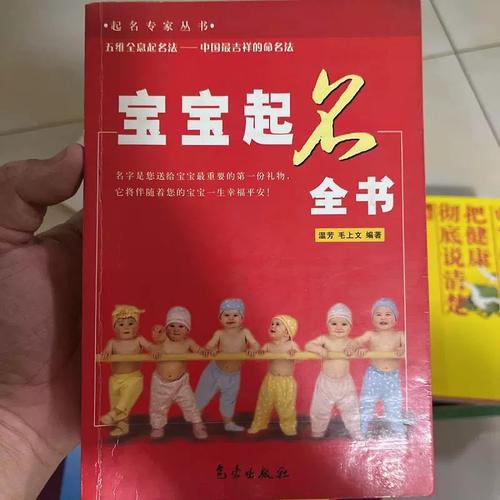 ·起名专家丛书·
五维全息起名法——中国最吉祥的命名法
宝宝起名
全书
名字是您送给宝宝最重要的第一份礼物,
它将伴随着您的宝宝一生幸福平安!
温芳 毛上文 编著
气象出版社
把健康
彻底说清楚